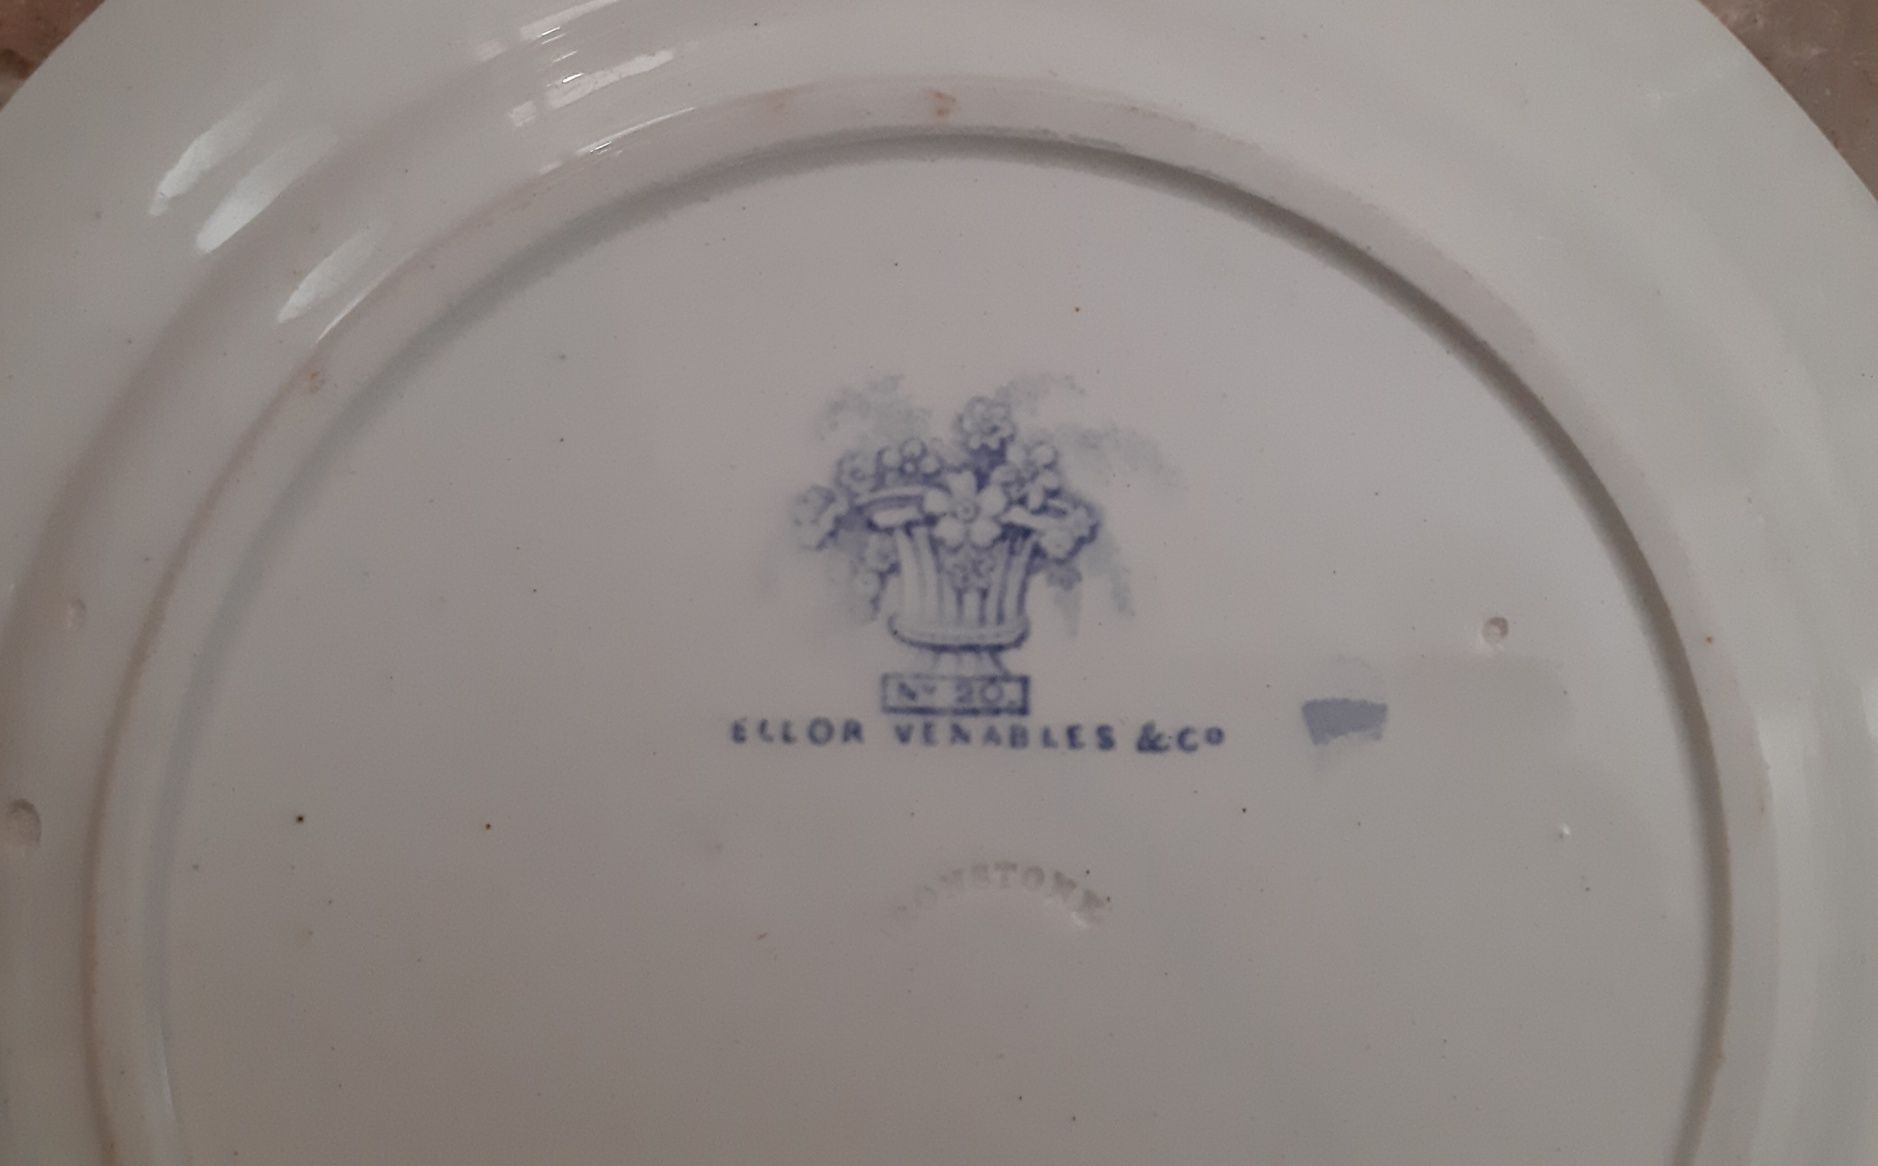 No 20.
ELLOR VENABLES & Co